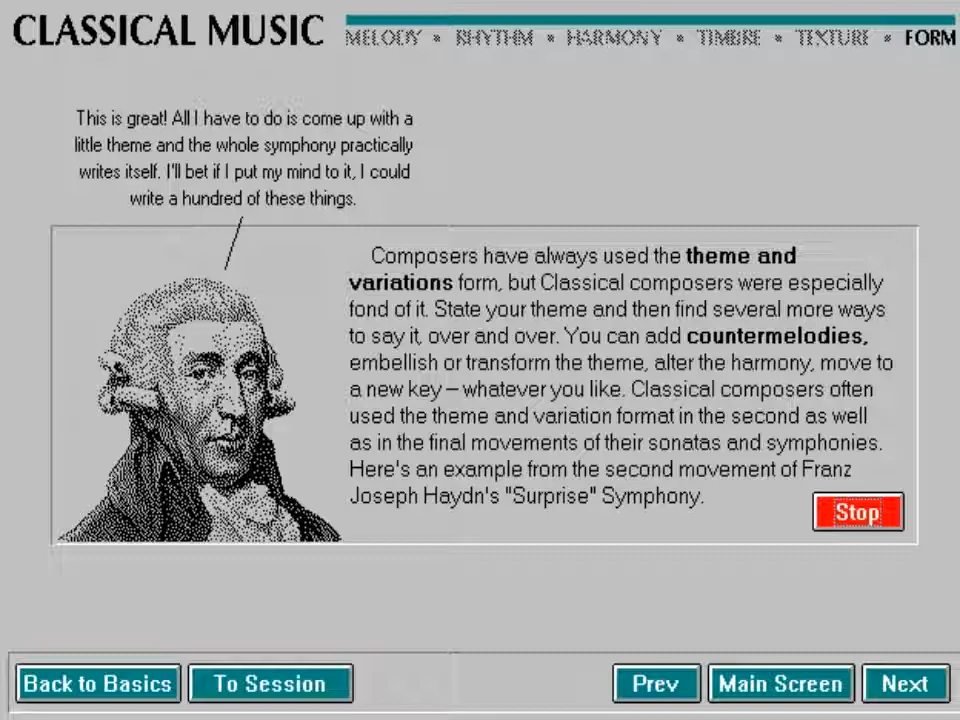 CLASSICAL MUSIC
MELODY • RHYTHM • HARMONY • TIMBRE • TEXTURE • FORM
This is great! All I have to do is come up with a
little theme and the whole symphony practically
writes itself. I'll bet if I put my mind to it, I could
write a hundred of these things.
Composers have always used the theme and
variations form, but Classical composers were especially
fond of it. State your theme and then find several more ways
to say it, over and over. You can add countermelodies,
embellish or transform the theme, alter the harmony, move to
a new key – whatever you like. Classical composers often
used the theme and variation format in the second as well
as in the final movements of their sonatas and symphonies.
Here's an example from the second movement of Franz
Joseph Haydn's "Surprise" Symphony.
Stop
Back to Basics To Session Prev Main Screen Next